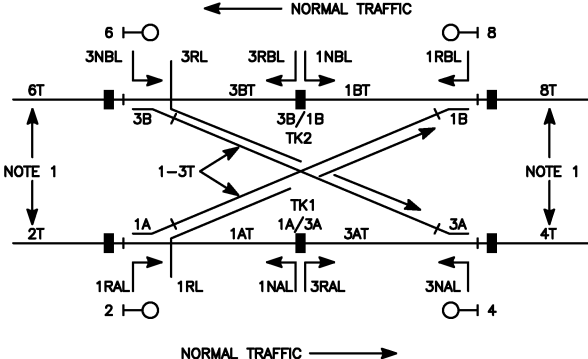 NORMAL TRAFFIC
6 8
3NBL 3RL 3RBL 1NBL 1RBL
6T 3BT 1BT 8T
3B 3B/1B 1B
TK2
NOTE 1 1-3T NOTE 1
TK1
1A 1A/3A 3A
2T 1AT 3AT 4T
1RAL 1RL 1NAL 3RAL 3NAL
2 4
NORMAL TRAFFIC